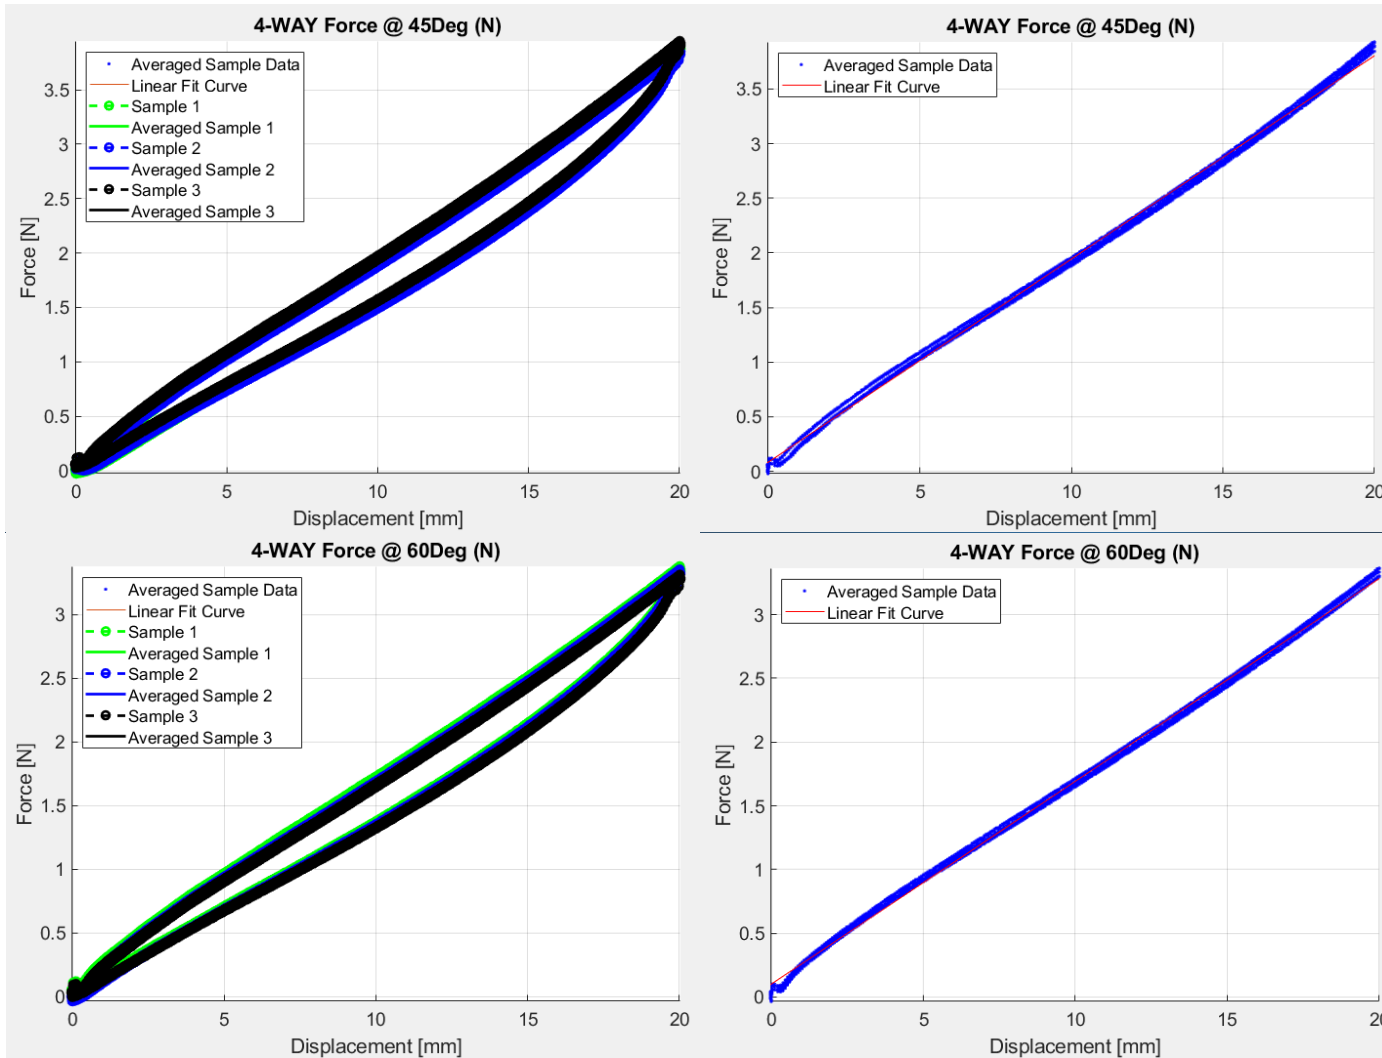 4-WAY Force @ 45Deg (N)
Averaged Sample Data
Linear Fit Curve
Sample 1
Averaged Sample 1
Sample 2
Averaged Sample 2
Sample 3
Averaged Sample 3
3.5
3
2.5
2
1.5
1
0.5
0
Force [N]
0 5 10 15 20
Displacement [mm]
4-WAY Force @ 45Deg (N)
Averaged Sample Data
Linear Fit Curve
3.5
3
2.5
2
1.5
1
0.5
0
Force [N]
0 5 10 15 20
Displacement [mm]
4-WAY Force @ 60Deg (N)
Averaged Sample Data
Linear Fit Curve
Sample 1
Averaged Sample 1
Sample 2
Averaged Sample 2
Sample 3
Averaged Sample 3
3
2.5
2
1.5
1
0.5
0
Force [N]
0 5 10 15 20
Displacement [mm]
4-WAY Force @ 60Deg (N)
Averaged Sample Data
Linear Fit Curve
3
2.5
2
1.5
1
0.5
0
Force [N]
0 5 10 15 20
Displacement [mm]